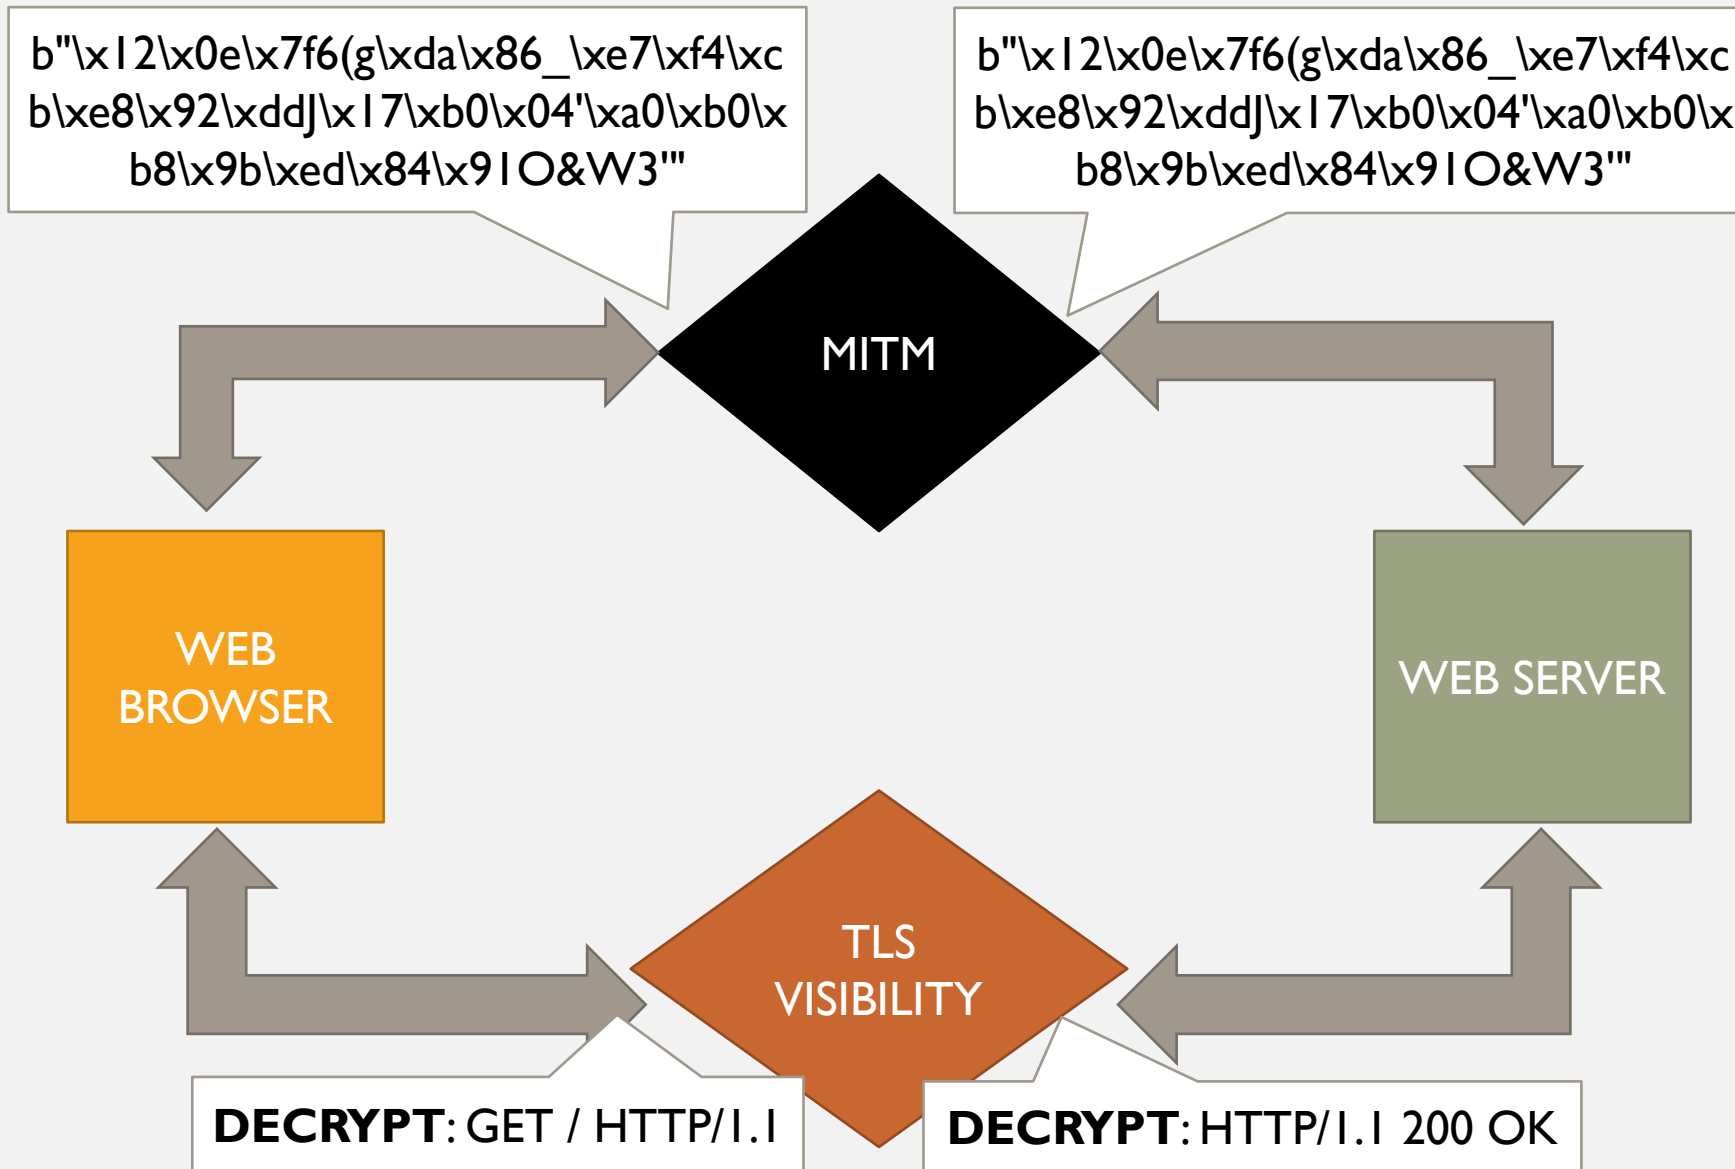 b"\x12\x0e\x7f6(g\xda\x86_\xe7\xf4\xc
b\xe8\x92\xddJ\x17\xb0\x04'\xa0\xb0\x
b8\x9b\xed\x84\x91O&W3'"
b"\x12\x0e\x7f6(g\xda\x86_\xe7\xf4\xc
b\xe8\x92\xddJ\x17\xb0\x04'\xa0\xb0\x
b8\x9b\xed\x84\x91O&W3'"
MITM
WEB
BROWSER
WEB SERVER
TLS
VISIBILITY
DECRYPT: GET / HTTP/1.1
DECRYPT: HTTP/1.1 200 OK